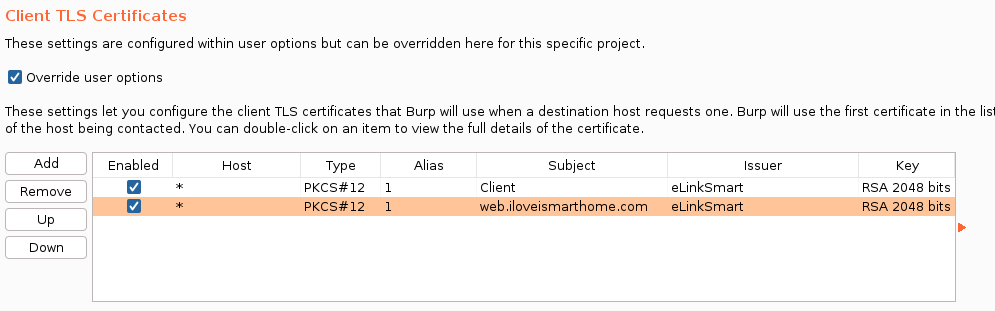 Client TLS Certificates
These settings are configured within user options but can be overridden here for this specific project.
Override user options
These settings let you configure the client TLS certificates that Burp will use when a destination host requests one. Burp will use the first certificate in the list
of the host being contacted. You can double-click on an item to view the full details of the certificate.
Add
Remove
Up
Down
Enabled Host Type Alias Subject Issuer Key
* PKCS#12 1 Client eLinkSmart RSA 2048 bits
* PKCS#12 1 web.iloveismarthome.com eLinkSmart RSA 2048 bits